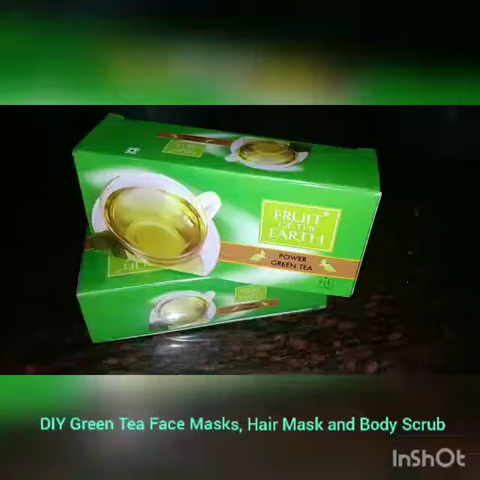 FRUIT
OF THE
EARTH
POWER
GREEN TEA
DIY Green Tea Face Masks, Hair Mask and Body Scrub
InShOt